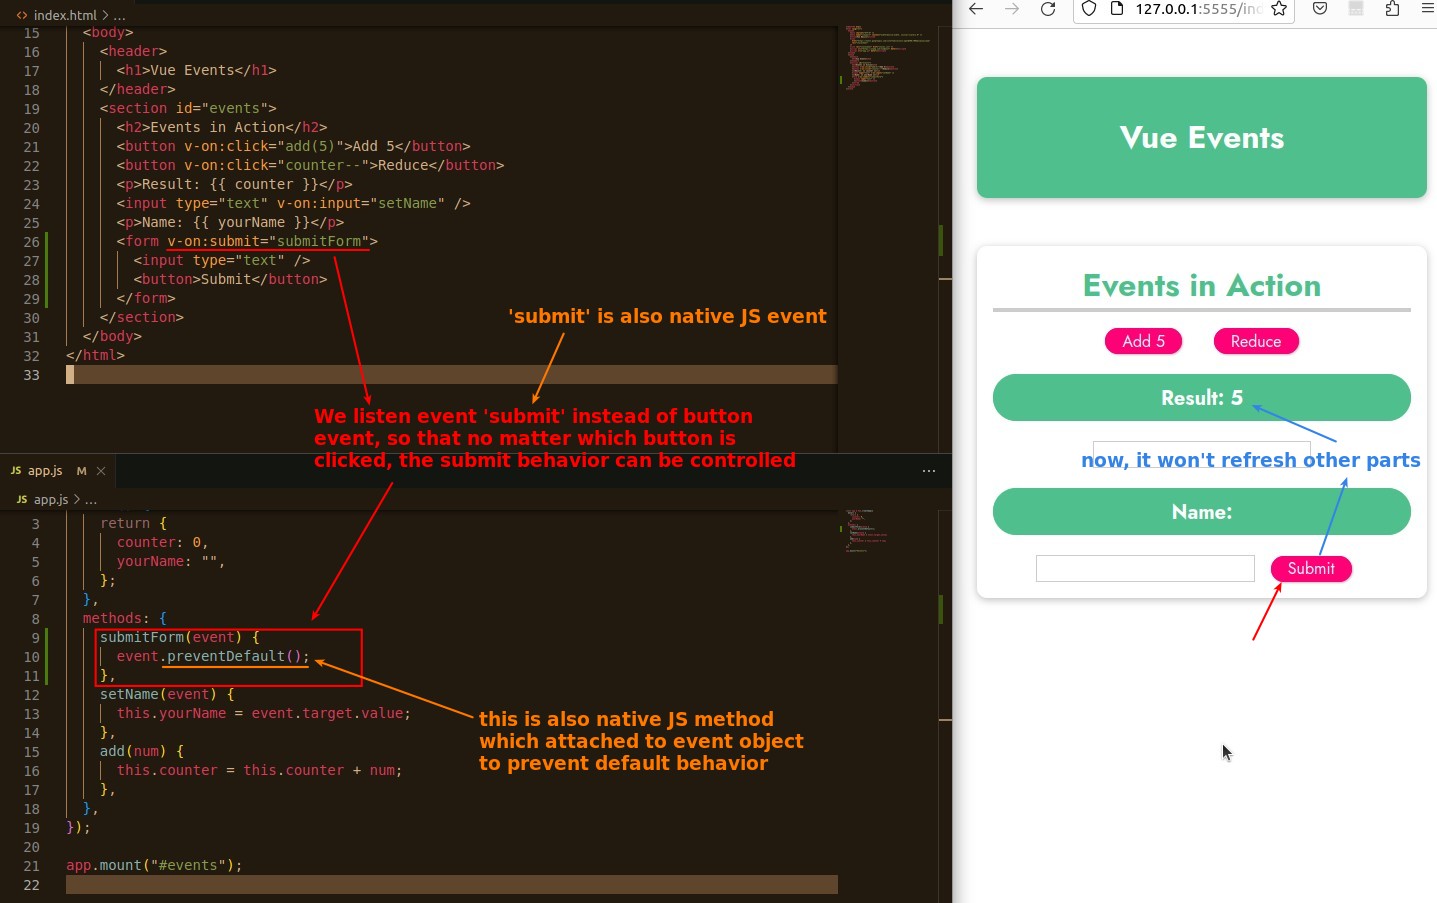 index.html > ...
15 <body>
16 <header>
17 <h1>Vue Events</h1>
18 </header>
19 <section id="events">
20 <h2>Events in Action</h2>
21 <button v-on:click="add(5)">Add 5</button>
22 <button v-on:click="counter--">Reduce</button>
23 <p>Result: {{ counter }}</p>
24 <input type="text" v-on:input="setName" />
25 <p>Name: {{ yourName }}</p>
26 <form v-on:submit="submitForm">
27 <input type="text" />
28 <button>Submit</button>
29 </form>
30 </section>
31 </body>
32 </html>
33
'submit' is also native JS event
We listen event 'submit' instead of button
event, so that no matter which button is
clicked, the submit behavior can be controlled
JS app.js M
...
JS app.js > ...
3 return {
4 counter: 0,
5 yourName: "",
6 };
7 },
8 methods: {
9 submitForm(event) {
10 event.preventDefault();
11 },
12 setName(event) {
13 this.yourName = event.target.value;
14 },
15 add(num) {
16 this.counter = this.counter + num;
17 },
18 },
19 });
20
21 app.mount("#events");
22
this is also native JS method
which attached to event object
to prevent default behavior
127.0.0.1:5555/inc
Vue Events
Events in Action
Add 5 Reduce
Result: 5
now, it won't refresh other parts
Name:
Submit